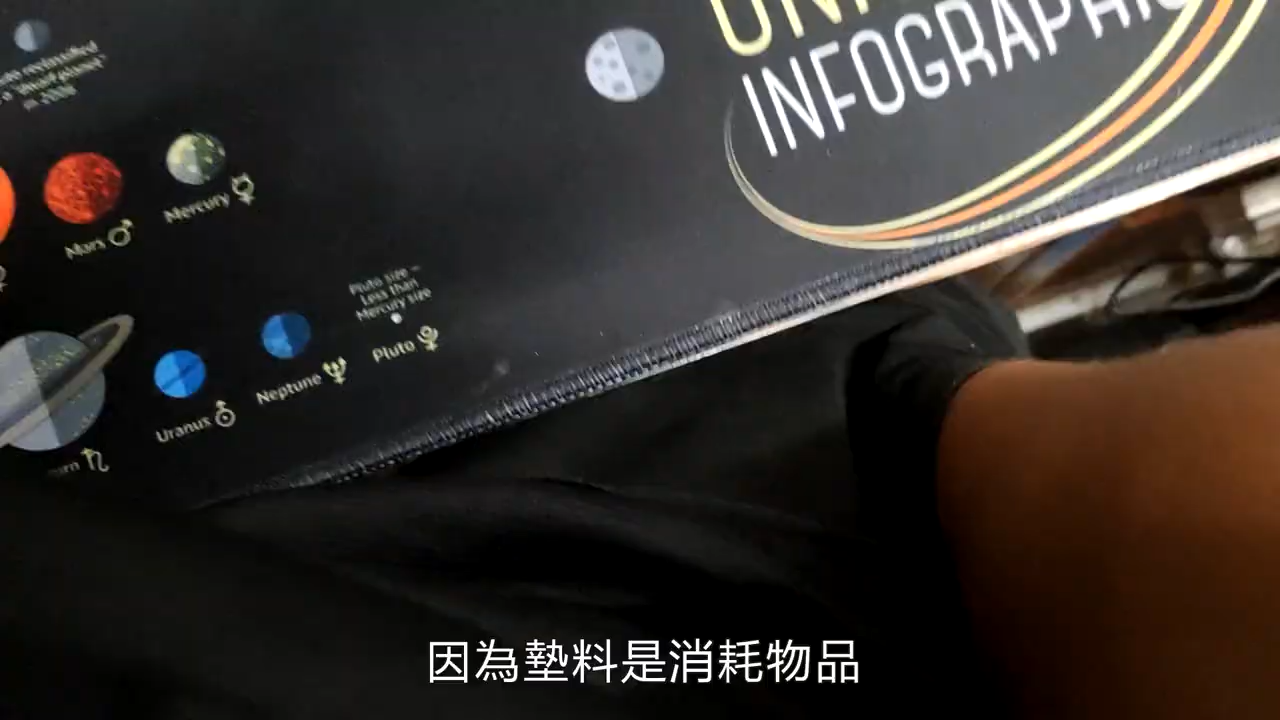 INFOGRAPHIC
reclassified
Mars
Mercury
Pluto size –
Less than
Mercury size
Uranus
Neptune
Pluto
因為墊料是消耗物品